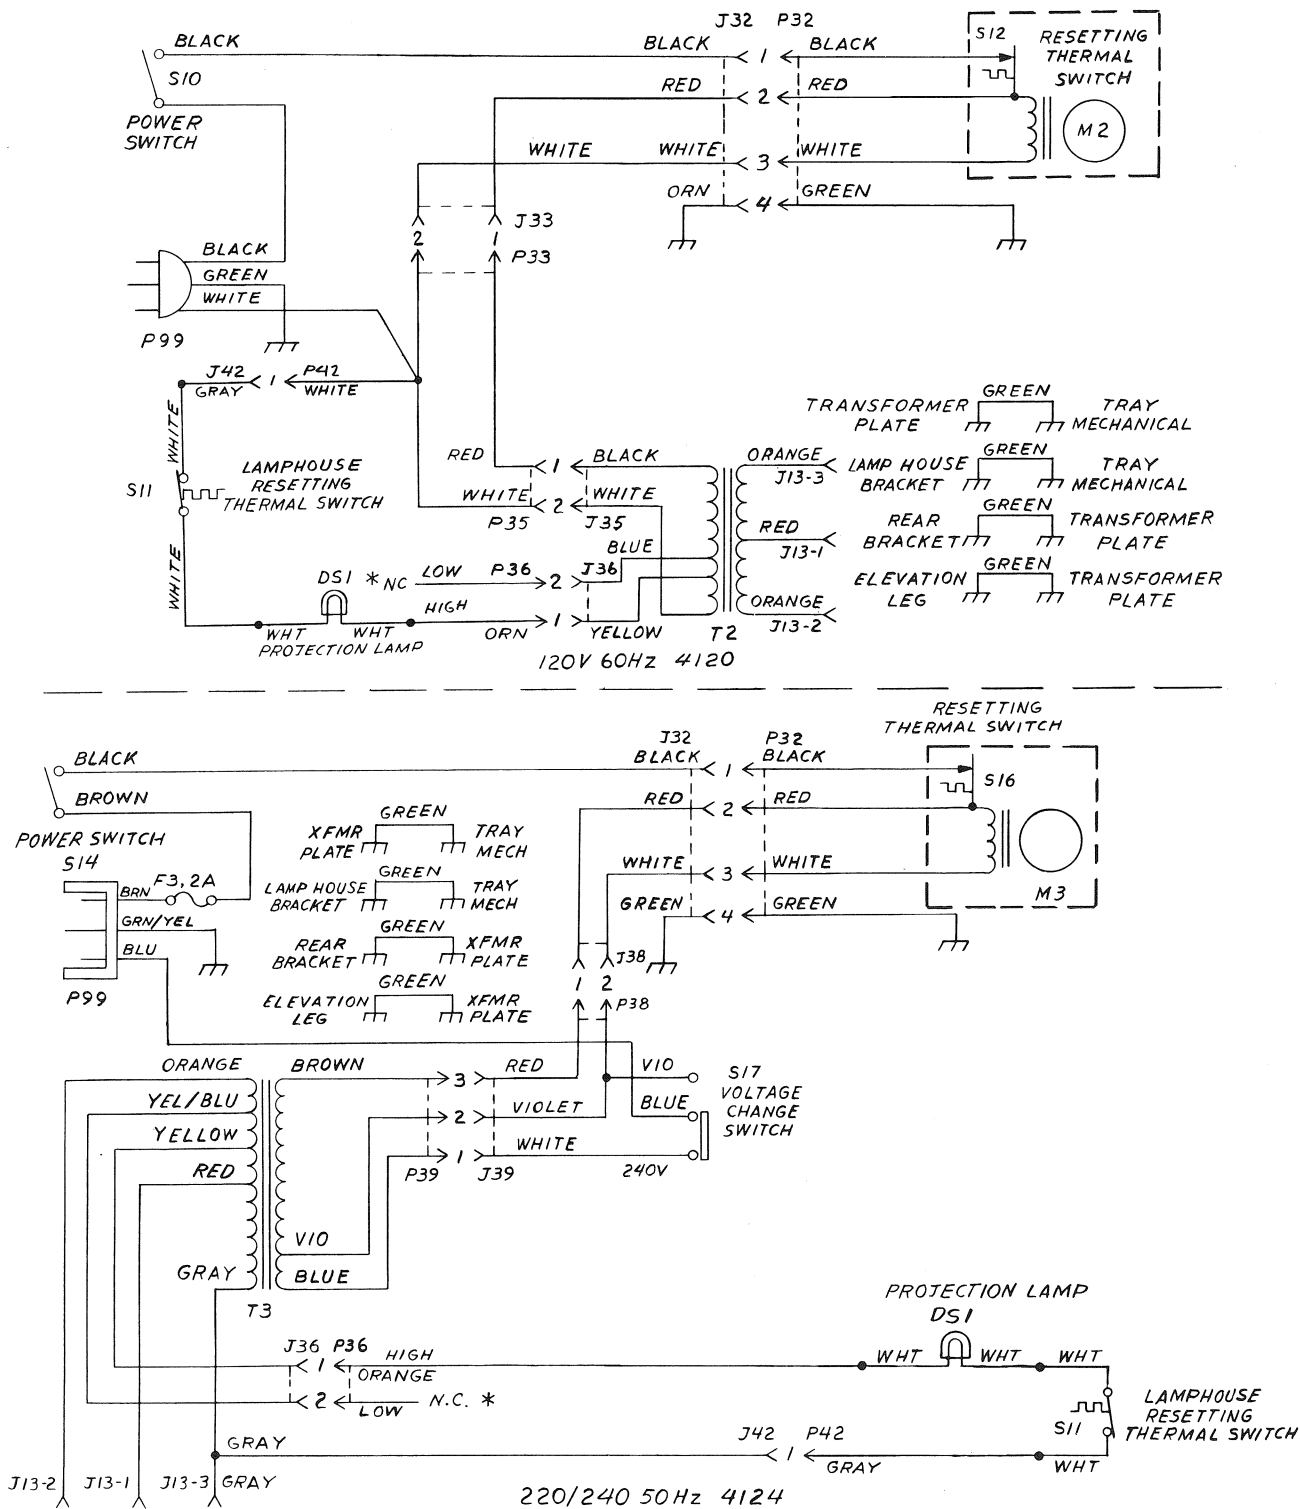 J32 P32
BLACK
BLACK
1
BLACK
S12
RESETTING
THERMAL
SWITCH
S10
RED
2
RED
POWER
SWITCH
M2
WHITE
WHITE
3
WHITE
ORN
4
GREEN
J33
2
1
P33
BLACK
GREEN
WHITE
P99
J42
1
P42
GRAY
WHITE
WHITE
GREEN
TRANSFORMER
PLATE
TRAY
MECHANICAL
RED
1
BLACK
ORANGE
J13-3
GREEN
LAMP HOUSE
BRACKET
TRAY
MECHANICAL
S11
LAMPHOUSE
RESETTING
THERMAL SWITCH
WHITE
2
WHITE
P35
J35
RED
J13-1
GREEN
REAR
BRACKET
TRANSFORMER
PLATE
BLUE
WHITE
DS1
* NC
LOW
P36
2
J36
GREEN
ELEVATION
LEG
TRANSFORMER
PLATE
HIGH
ORN
1
YELLOW
T2
ORANGE
J13-2
WHT
WHT
PROTECTION LAMP
120V 60Hz 4120
RESETTING
THERMAL SWITCH
J32
P32
BLACK
BLACK
1
BLACK
S16
BROWN
RED
2
RED
POWER SWITCH
S14
GREEN
XFMR
PLATE
TRAY
MECH
WHITE
3
WHITE
M3
BRN
F3, 2A
GREEN
LAMP HOUSE
BRACKET
TRAY
MECH
GREEN
4
GREEN
GRN/YEL
BLU
P99
GREEN
REAR
BRACKET
XFMR
PLATE
J38
1
2
P38
GREEN
ELEVATION
LEG
XFMR
PLATE
ORANGE
BROWN
3
RED
VIO
S17
VOLTAGE
CHANGE
SWITCH
YEL/BLU
2
VIOLET
BLUE
YELLOW
1
WHITE
RED
P39
J39
240V
VIO
GRAY
BLUE
T3
PROJECTION LAMP
DS1
J36
1
P36
HIGH
ORANGE
WHT
WHT
WHT
2
LOW
N.C. *
LAMPHOUSE
RESETTING
THERMAL SWITCH
S11
GRAY
J42
1
P42
GRAY
WHT
J13-2
J13-1
J13-3
GRAY
220/240 50Hz 4124